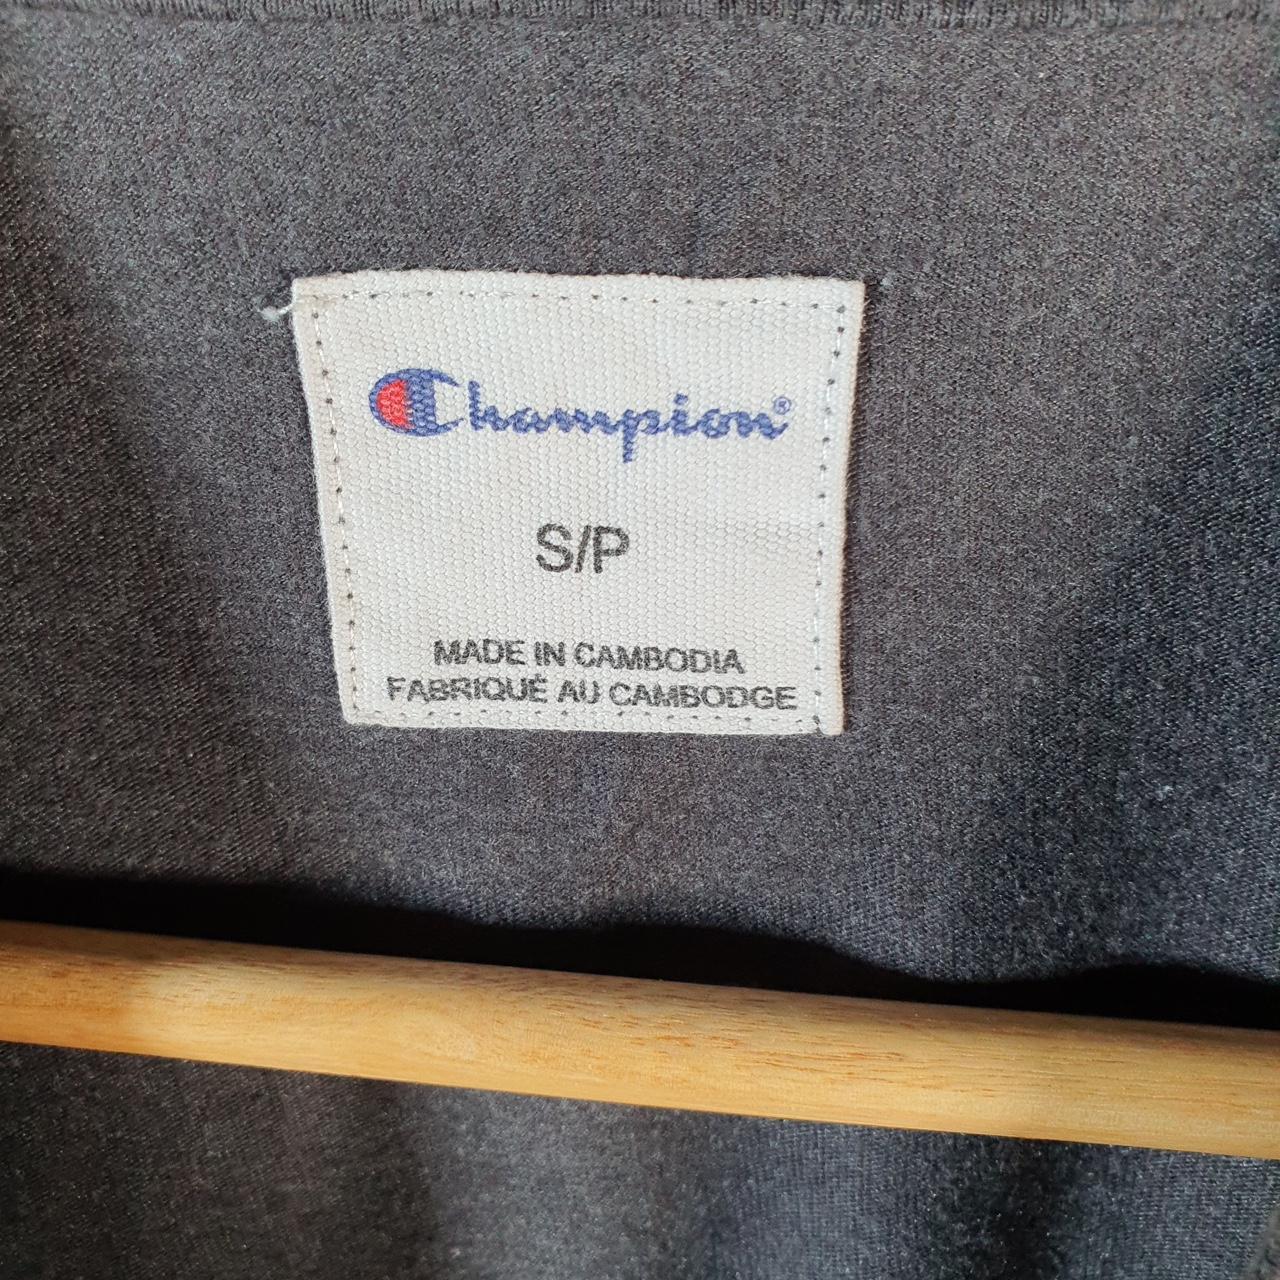 Champion®
S/P
MADE IN CAMBODIA
FABRIQUÉ AU CAMBODGE